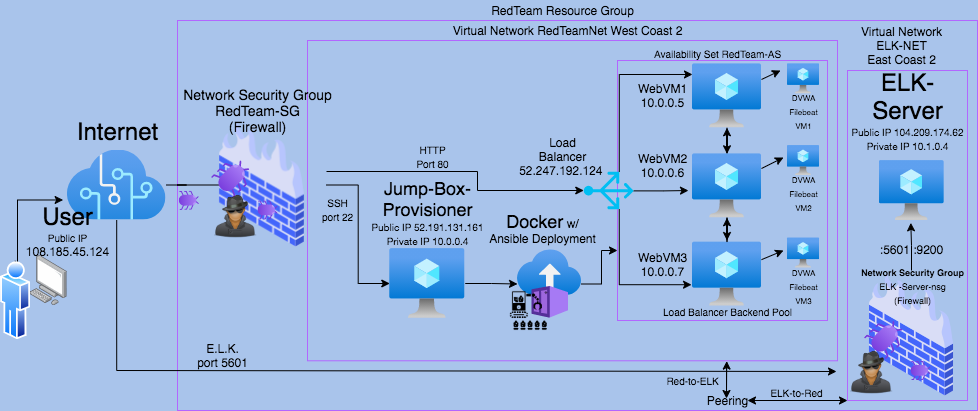 RedTeam Resource Group
Virtual Network RedTeamNet West Coast 2
Virtual Network
ELK-NET
East Coast 2
Availability Set RedTeam-AS
Network Security Group
RedTeam-SG
(Firewall)
Internet
User
Public IP
108.185.45.124
HTTP
Port 80
SSH
port 22
Load
Balancer
52.247.192.124
Jump-Box-
Provisioner
Public IP 52.191.131.161
Private IP 10.0.0.4
Docker w/
Ansible Deployment
WebVM1
10.0.0.5
DVWA
Filebeat
VM1
WebVM2
10.0.0.6
DVWA
Filebeat
VM2
WebVM3
10.0.0.7
DVWA
Filebeat
VM3
Load Balancer Backend Pool
ELK-
Server
Public IP 104.209.174.62
Private IP 10.1.0.4
:5601 :9200
Network Security Group
ELK -Server-nsg
(Firewall)
E.L.K.
port 5601
Red-to-ELK
Peering
ELK-to-Red